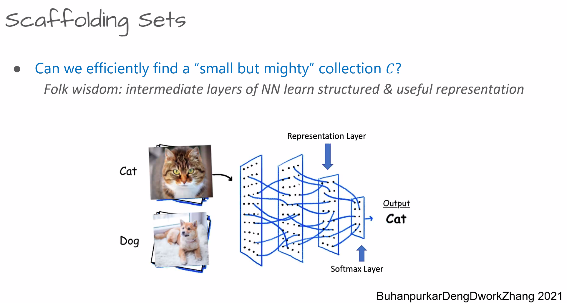 Scaffolding Sets
● Can we efficiently find a "small but mighty" collection C?
Folk wisdom: intermediate layers of NN learn structured & useful representation
Representation Layer
Cat
Output
Cat
Dog
Softmax Layer
BuhanpurkarDengDworkZhang 2021